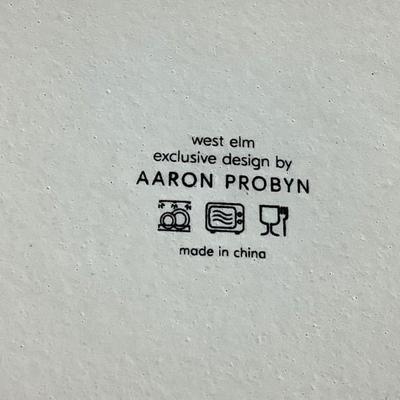 west elm
exclusive design by
AARON PROBYN
made in china